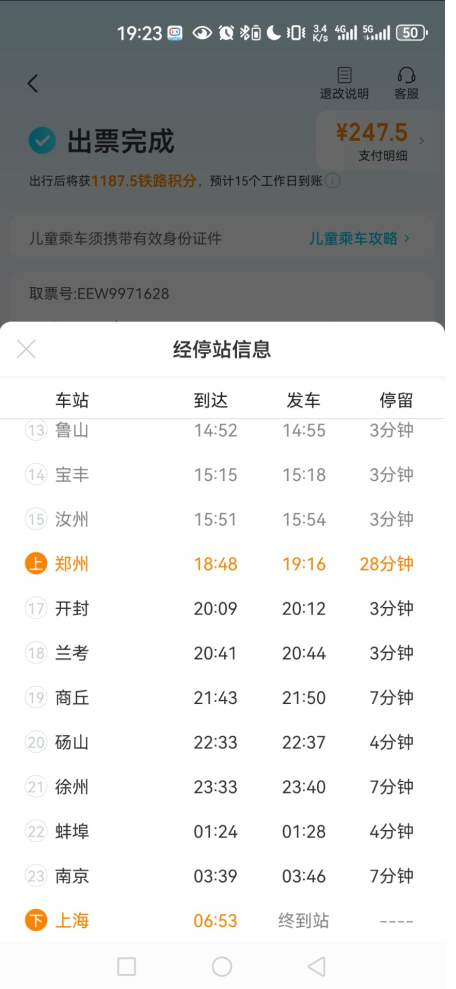 19:23 3.4 K/s 4G 5G 50
退改说明 客服
出票完成 ¥247.5
支付明细
出行后将获1187.5铁路积分，预计15个工作日到账
儿童乘车须携带有效身份证件 儿童乘车攻略
取票号:EEW9971628
经停站信息
车站 到达 发车 停留
13 鲁山 14:52 14:55 3分钟
14 宝丰 15:15 15:18 3分钟
15 汝州 15:51 15:54 3分钟
上 郑州 18:48 19:16 28分钟
17 开封 20:09 20:12 3分钟
18 兰考 20:41 20:44 3分钟
19 商丘 21:43 21:50 7分钟
20 砀山 22:33 22:37 4分钟
21 徐州 23:33 23:40 7分钟
22 蚌埠 01:24 01:28 4分钟
23 南京 03:39 03:46 7分钟
下 上海 06:53 终到站 ----